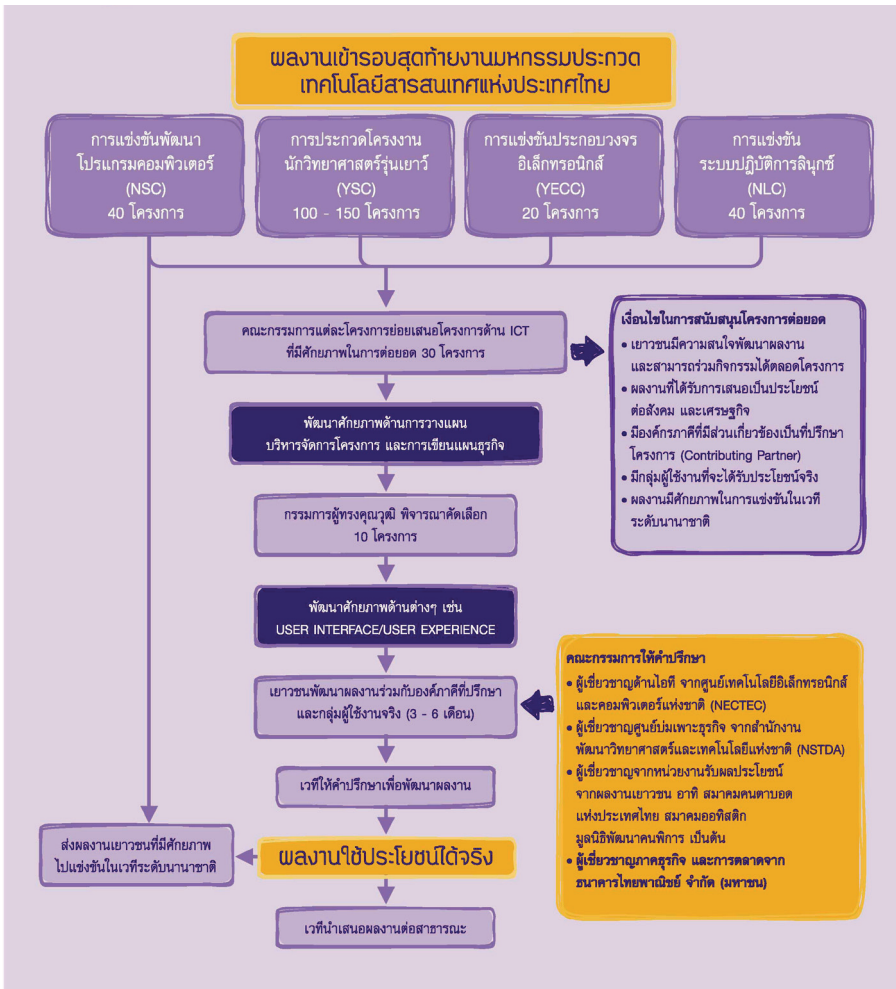 ผลงานเข้ารอบสุดท้ายงานมหกรรมประกวด
เทคโนโลยีสารสนเทศแห่งประเทศไทย
การแข่งขันพัฒนา
โปรแกรมคอมพิวเตอร์
(NSC)
40 โครงการ
การประกวดโครงงาน
นักวิทยาศาสตร์รุ่นเยาว์
(YSC)
100 - 150 โครงการ
การแข่งขันประกอบวงจร
อิเล็กทรอนิกส์
(YECC)
20 โครงการ
การแข่งขัน
ระบบปฏิบัติการลินุกซ์
(NLC)
40 โครงการ
คณะกรรมการแต่ละโครงการย่อยเสนอโครงการด้าน ICT
ที่มีศักยภาพในการต่อยอด 30 โครงการ
เงื่อนไขในการสนับสนุนโครงการต่อยอด
• เยาวชนมีความสนใจพัฒนาผลงาน
และสามารถร่วมกิจกรรมได้ตลอดโครงการ
• ผลงานที่ได้รับการเสนอเป็นประโยชน์
ต่อสังคม และเศรษฐกิจ
• มีองค์กรภาคีที่มีส่วนเกี่ยวข้องเป็นที่ปรึกษา
โครงการ (Contributing Partner)
• มีกลุ่มผู้ใช้งานที่จะได้รับประโยชน์จริง
• ผลงานมีศักยภาพในการแข่งขันในเวที
ระดับนานาชาติ
พัฒนาศักยภาพด้านการวางแผน
บริหารจัดการโครงการ และการเขียนแผนธุรกิจ
กรรมการผู้ทรงคุณวุฒิ พิจารณาคัดเลือก
10 โครงการ
พัฒนาศักยภาพด้านต่างๆ เช่น
USER INTERFACE/USER EXPERIENCE
เยาวชนพัฒนาผลงานร่วมกับองค์ภาคีที่ปรึกษา
และกลุ่มผู้ใช้งานจริง (3 - 6 เดือน)
คณะกรรมการให้คำปรึกษา
• ผู้เชี่ยวชาญด้านไอที จากศูนย์เทคโนโลยีอิเล็กทรอนิกส์
และคอมพิวเตอร์แห่งชาติ (NECTEC)
• ผู้เชี่ยวชาญศูนย์บ่มเพาะธุรกิจ จากสำนักงาน
พัฒนาวิทยาศาสตร์และเทคโนโลยีแห่งชาติ (NSTDA)
• ผู้เชี่ยวชาญจากหน่วยงานรับผลประโยชน์
จากผลงานเยาวชน อาทิ สมาคมคนตาบอด
แห่งประเทศไทย สมาคมออทิสติก
มูลนิธิพัฒนาคนพิการ เป็นต้น
• ผู้เชี่ยวชาญภาคธุรกิจ และการตลาดจาก
ธนาคารไทยพาณิชย์ จำกัด (มหาชน)
เวทีให้คำปรึกษาเพื่อพัฒนาผลงาน
ส่งผลงานเยาวชนที่มีศักยภาพ
ไปแข่งขันในเวทีระดับนานาชาติ
ผลงานใช้ประโยชน์ได้จริง
เวทีนำเสนอผลงานต่อสาธารณะ